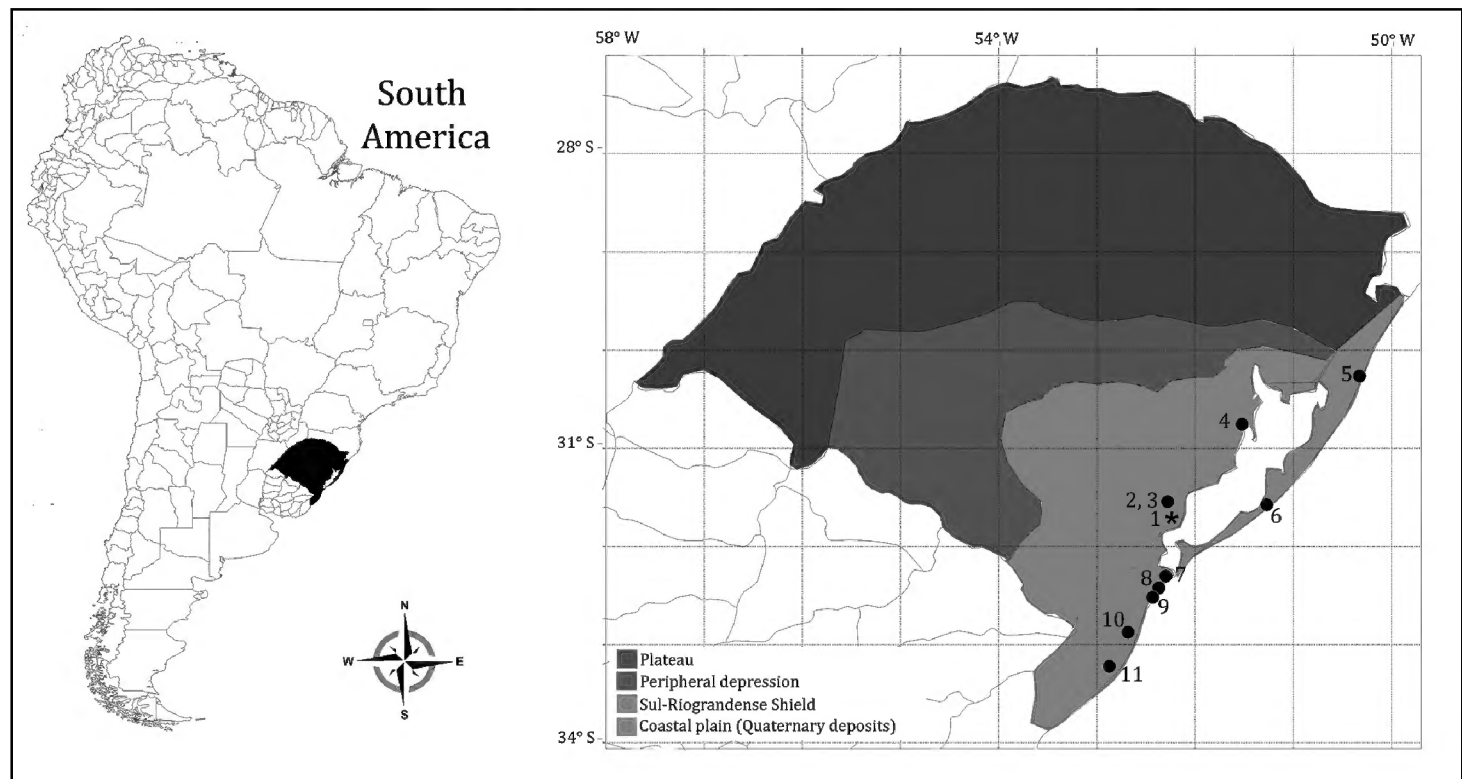 South
America
N
W
E
S
58° W
54° W
50° W
28° S
31° S
34° S
5
4
2, 3
1 *
6
7
8
9
10
11
Plateau
Peripheral depression
Sul-Riograndense Shield
Coastal plain (Quaternary deposits)